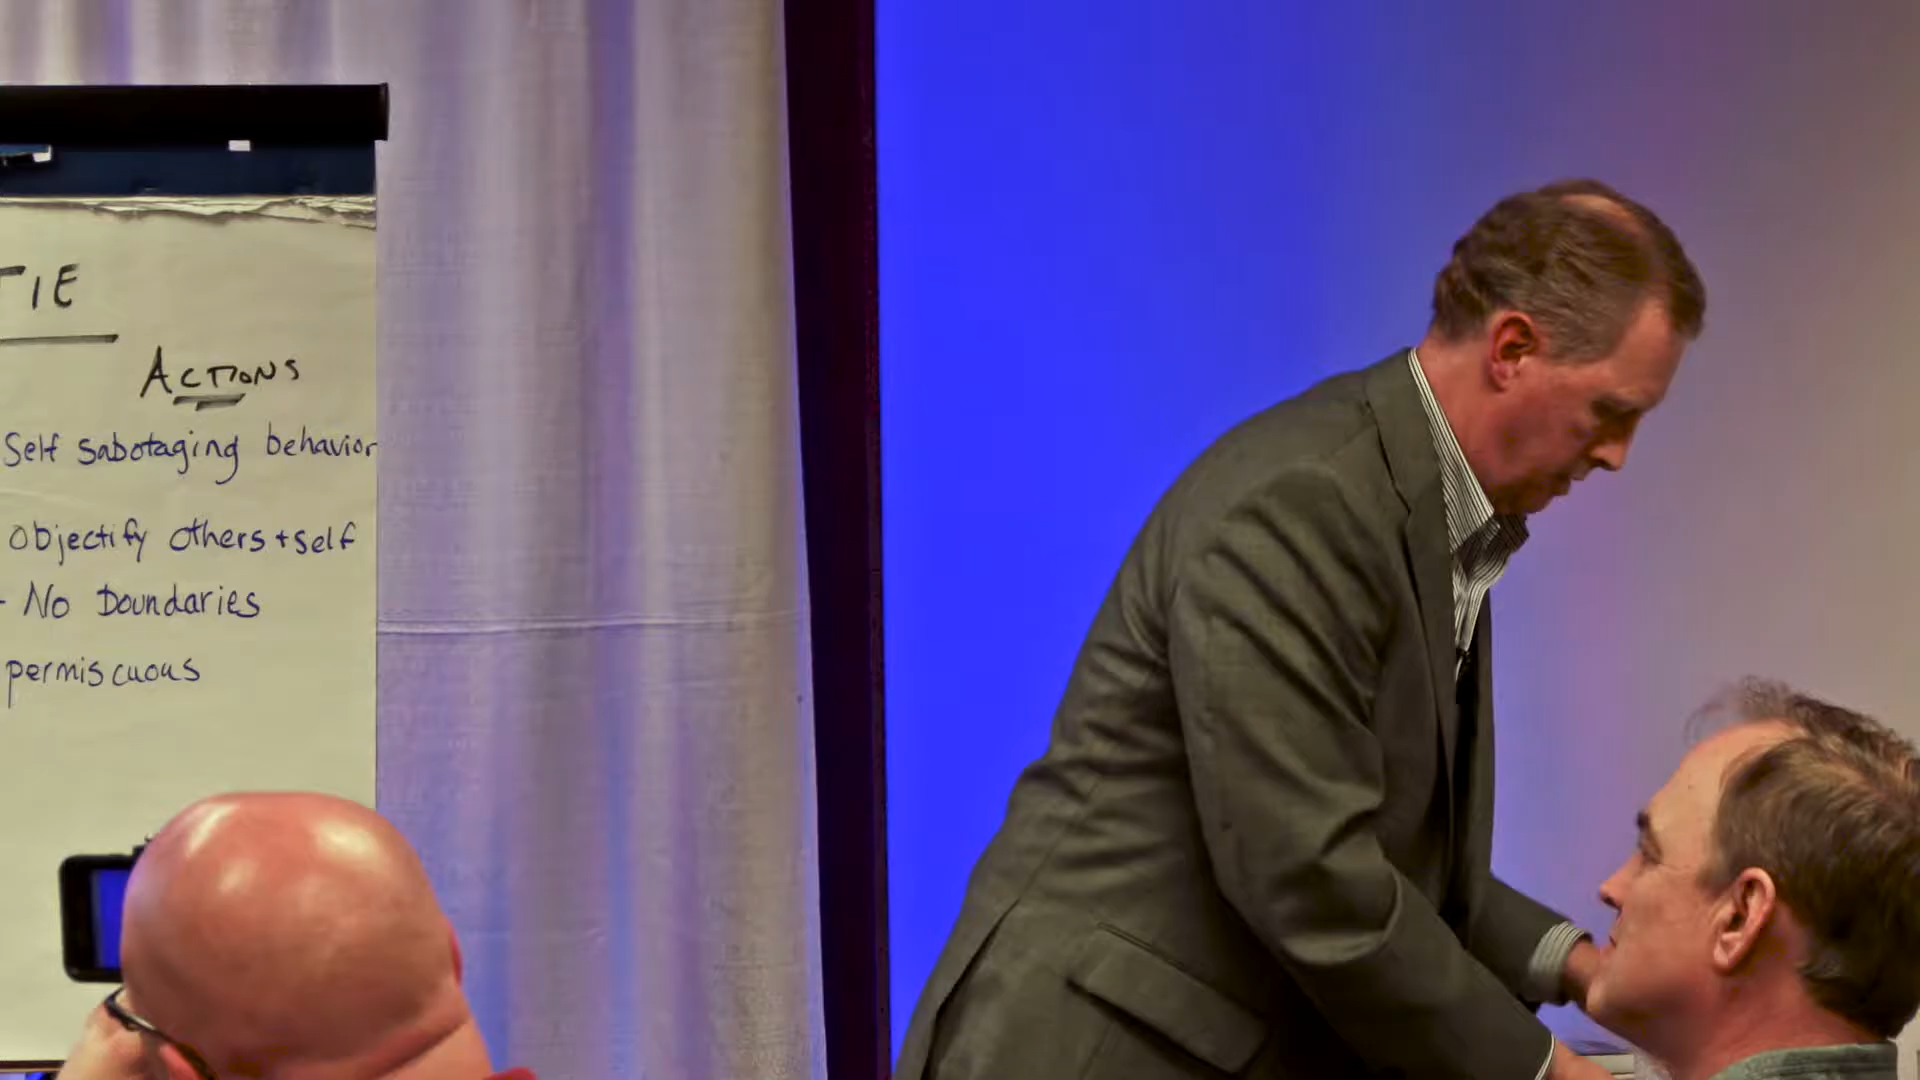 TIE
ACTIONS
Self sabotaging behavior
objectify others + self
- No Boundaries
permiscuous